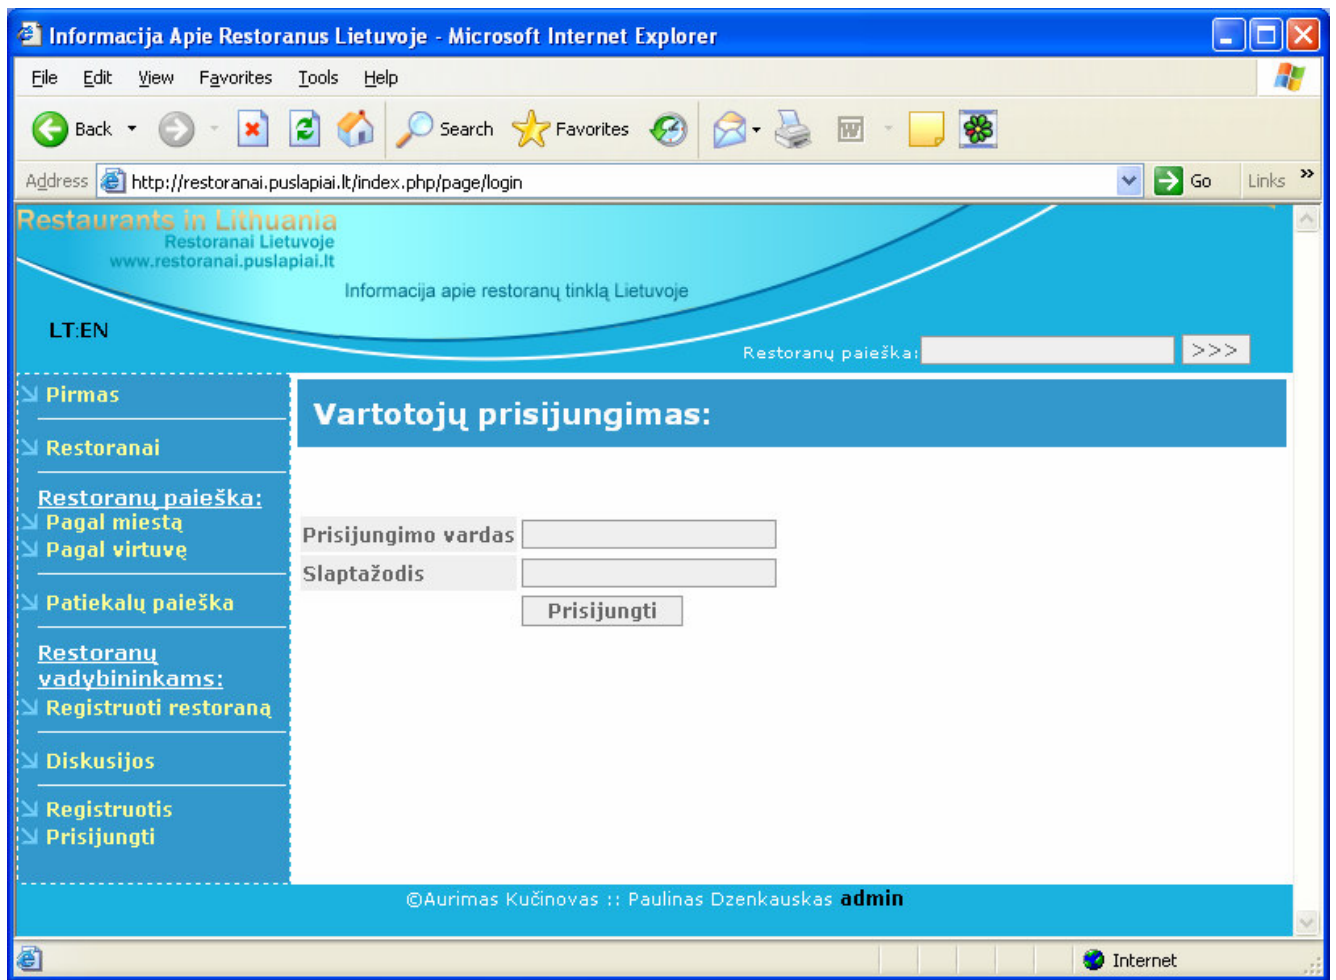 Informacija Apie Restoranus Lietuvoje - Microsoft Internet Explorer
File Edit View Favorites Tools Help
Back Search Favorites
Address http://restoranai.puslapiai.lt/index.php/page/login Go Links »
Restaurants in Lithuania
Restoranai Lietuvoje
www.restoranai.puslapiai.lt
Informacija apie restoranų tinklą Lietuvoje
LT:EN
Restoranų paieška: >>>
Pirmas
Restoranai
Restoranų paieška:
Pagal miestą
Pagal virtuvę
Patiekalų paieška
Restoranų
vadybininkams:
Registruoti restoraną
Diskusijos
Registruotis
Prisijungti
Vartotojų prisijungimas:
Prisijungimo vardas
Slaptažodis
Prisijungti
©Aurimas Kučinovas :: Paulinas Dzenkauskas admin
Internet